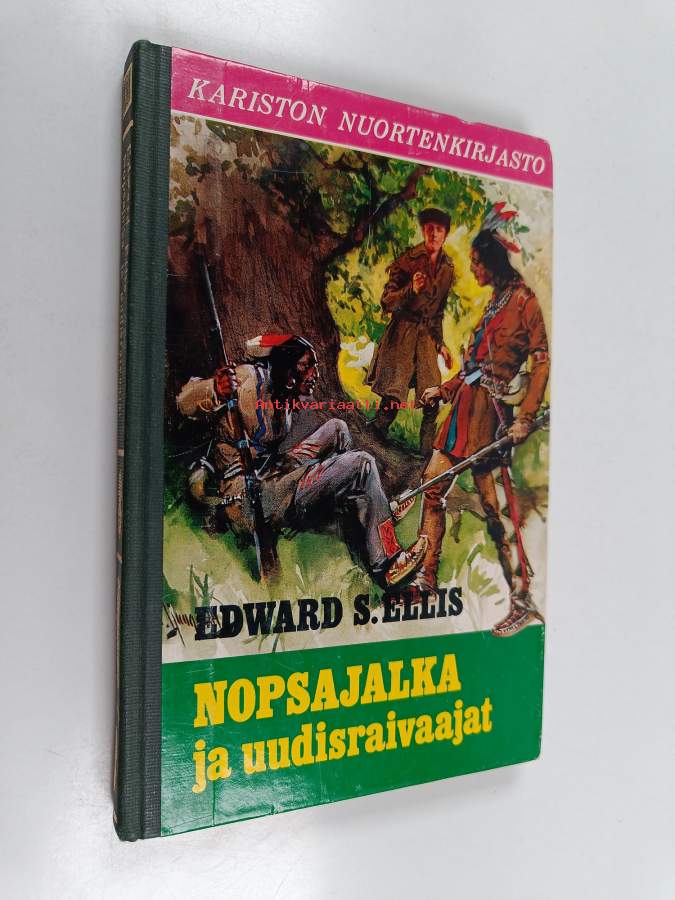 KARISTON NUORTENKIRJASTO
Antikvariaatti.net
EDWARD S. ELLIS
NOPSAJALKA
ja uudisraivaajat